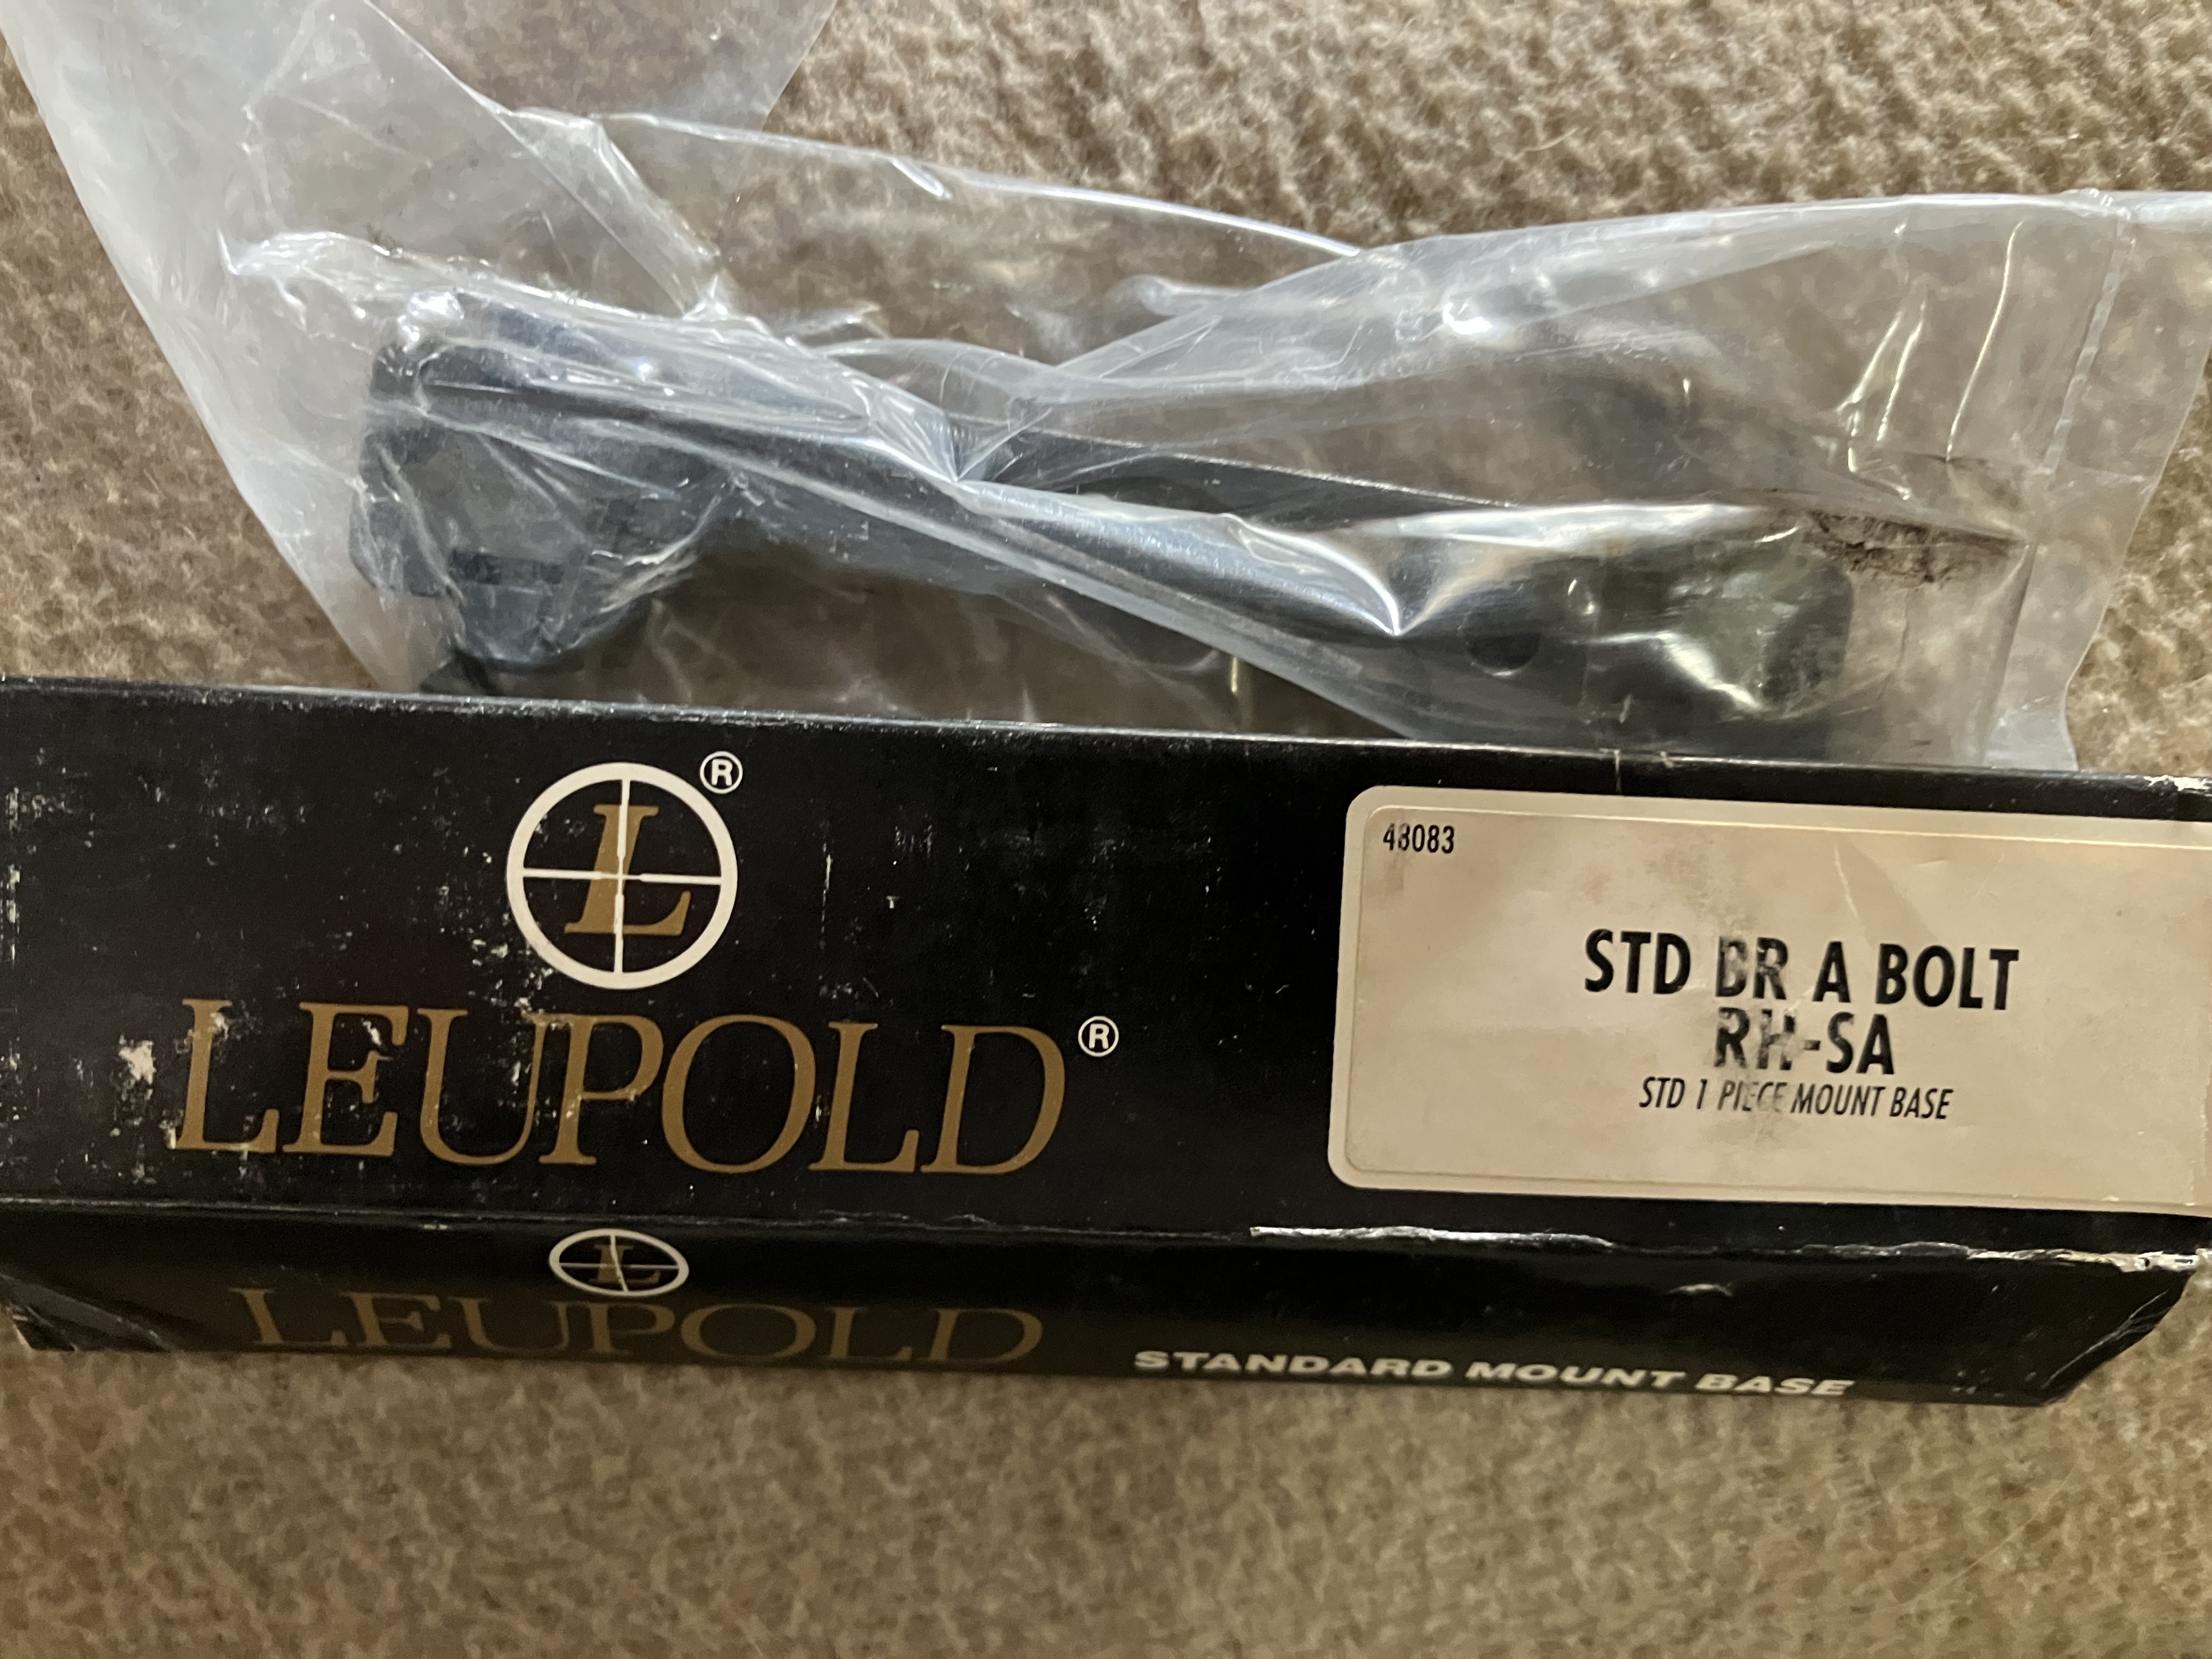 L®
LEUPOLD®
48083
STD BR A BOLT
RH-SA
STD 1 PIECE MOUNT BASE
L
LEUPOLD
STANDARD MOUNT BASE